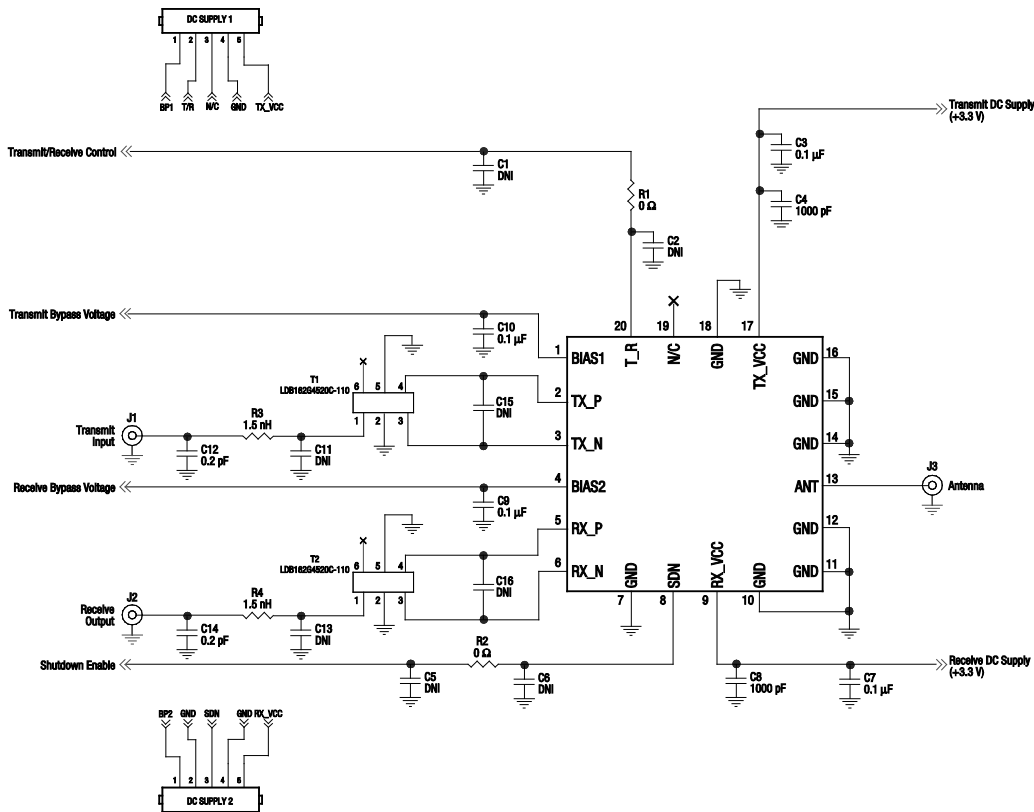 DC SUPPLY 1
1 2 3 4 5
BP1 T/R N/C GND TX_VCC
Transmit DC Supply
(+3.3 V)
Transmit/Receive Control
C1
DNI
C3
0.1 µF
R1
0 Ω
C4
1000 pF
C2
DNI
Transmit Bypass Voltage
C10
0.1 µF
20 19 18 17
T_R N/C GND TX_VCC
1 BIAS1
GND 16
T1
LDB182G4520C-110
6 5 4
1 2 3
C15
DNI
2 TX_P
GND 15
J1
Transmit
Input
R3
1.5 nH
C12
0.2 pF
C11
DNI
3 TX_N
GND 14
Receive Bypass Voltage
4 BIAS2
ANT 13
J3
Antenna
C9
0.1 µF
5 RX_P
GND 12
T2
LDB182G4520C-110
6 5 4
1 2 3
C16
DNI
6 RX_N
GND 11
GND SDN RX_VCC GND
7 8 9 10
J2
Receive
Output
R4
1.5 nH
C14
0.2 pF
C13
DNI
R2
0 Ω
Shutdown Enable
C5
DNI
C6
DNI
C8
1000 pF
C7
0.1 µF
Receive DC Supply
(+3.3 V)
BP2 GND SDN GND RX_VCC
1 2 3 4 5
DC SUPPLY 2